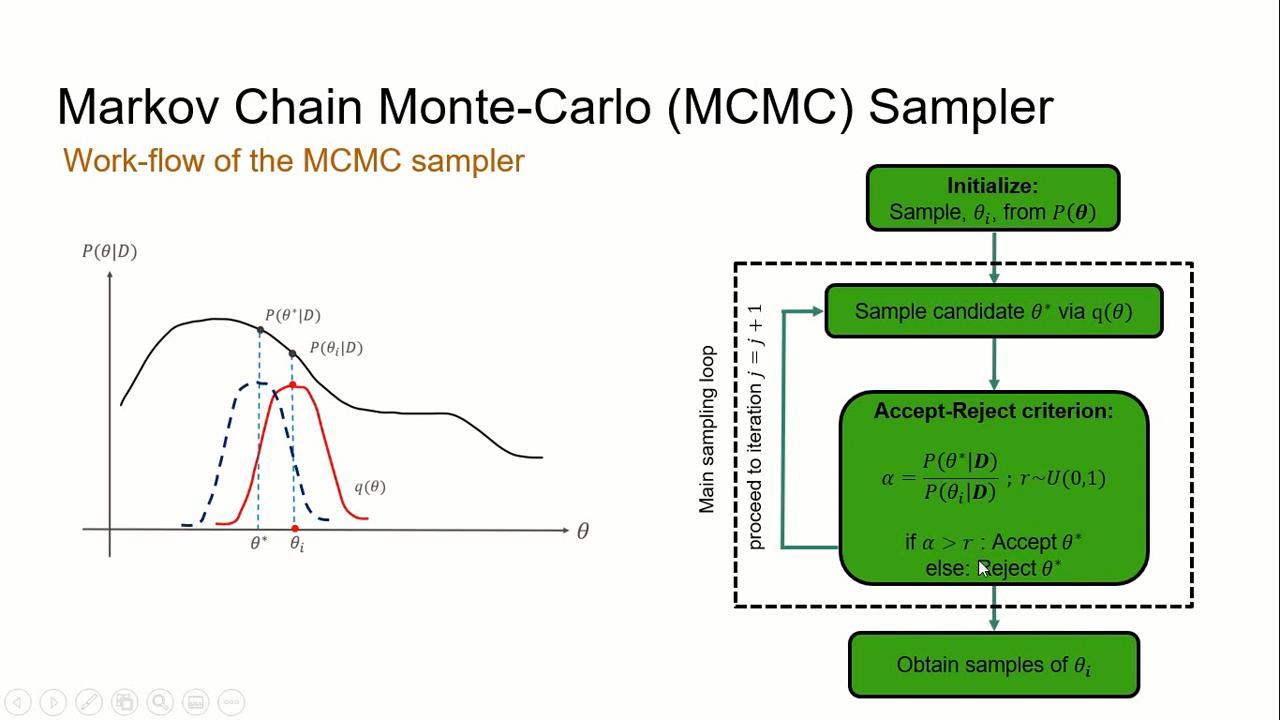 Markov Chain Monte-Carlo (MCMC) Sampler
Work-flow of the MCMC sampler
P(θ|D)
P(θ*|D)
P(θᵢ|D)
q(θ)
θ
θ*
θᵢ
Initialize:
Sample, θᵢ, from P(𝜽)
Main sampling loop
proceed to iteration j = j + 1
Sample candidate θ* via q(θ)
Accept-Reject criterion:
α = P(θ*|D) / P(θᵢ|D) ; r~U(0,1)
if α > r : Accept θ*
else: Reject θ*
Obtain samples of θᵢ